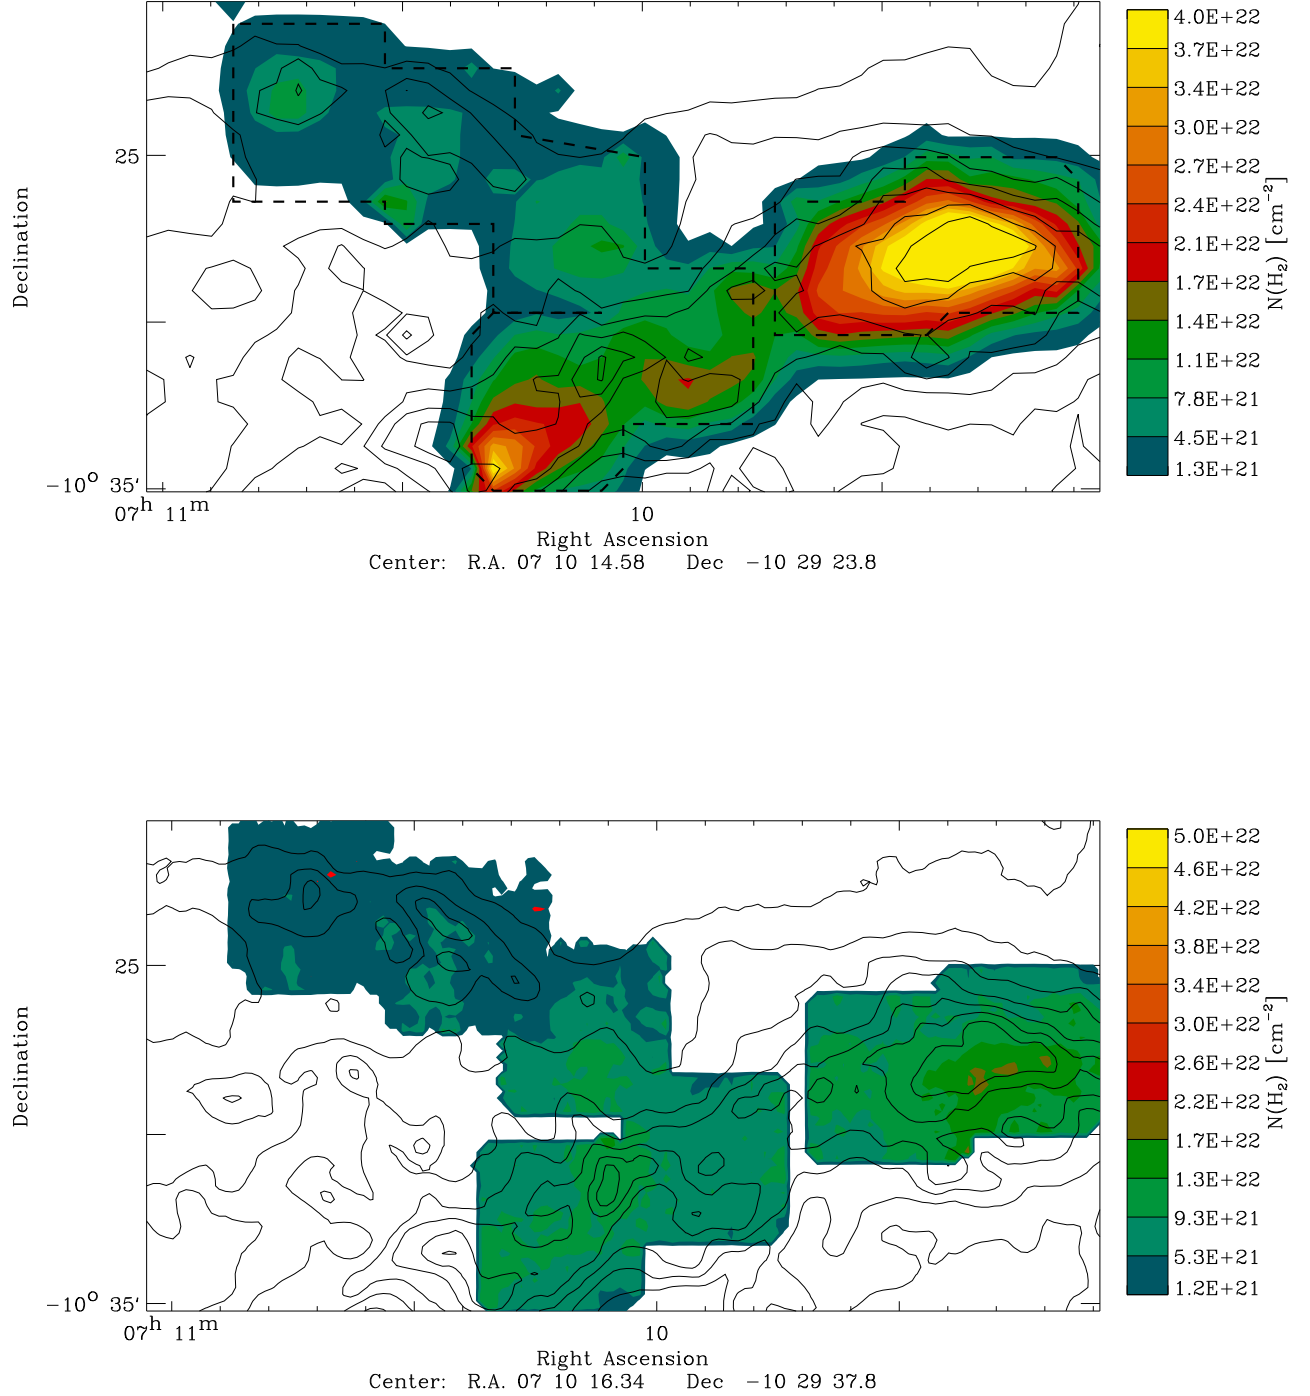 4.0E+22
3.7E+22
3.4E+22
3.0E+22
2.7E+22
2.4E+22
2.1E+22
1.7E+22
1.4E+22
1.1E+22
7.8E+21
4.5E+21
1.3E+21
N(H₂) [cm⁻²]
Declination
25
−10° 35'
07ʰ 11ᵐ 10
Right Ascension
Center: R.A. 07 10 14.58 Dec −10 29 23.8
5.0E+22
4.6E+22
4.2E+22
3.8E+22
3.4E+22
3.0E+22
2.6E+22
2.2E+22
1.7E+22
1.3E+22
9.3E+21
5.3E+21
1.2E+21
N(H₂) [cm⁻²]
Declination
25
−10° 35'
07ʰ 11ᵐ 10
Right Ascension
Center: R.A. 07 10 16.34 Dec −10 29 37.8